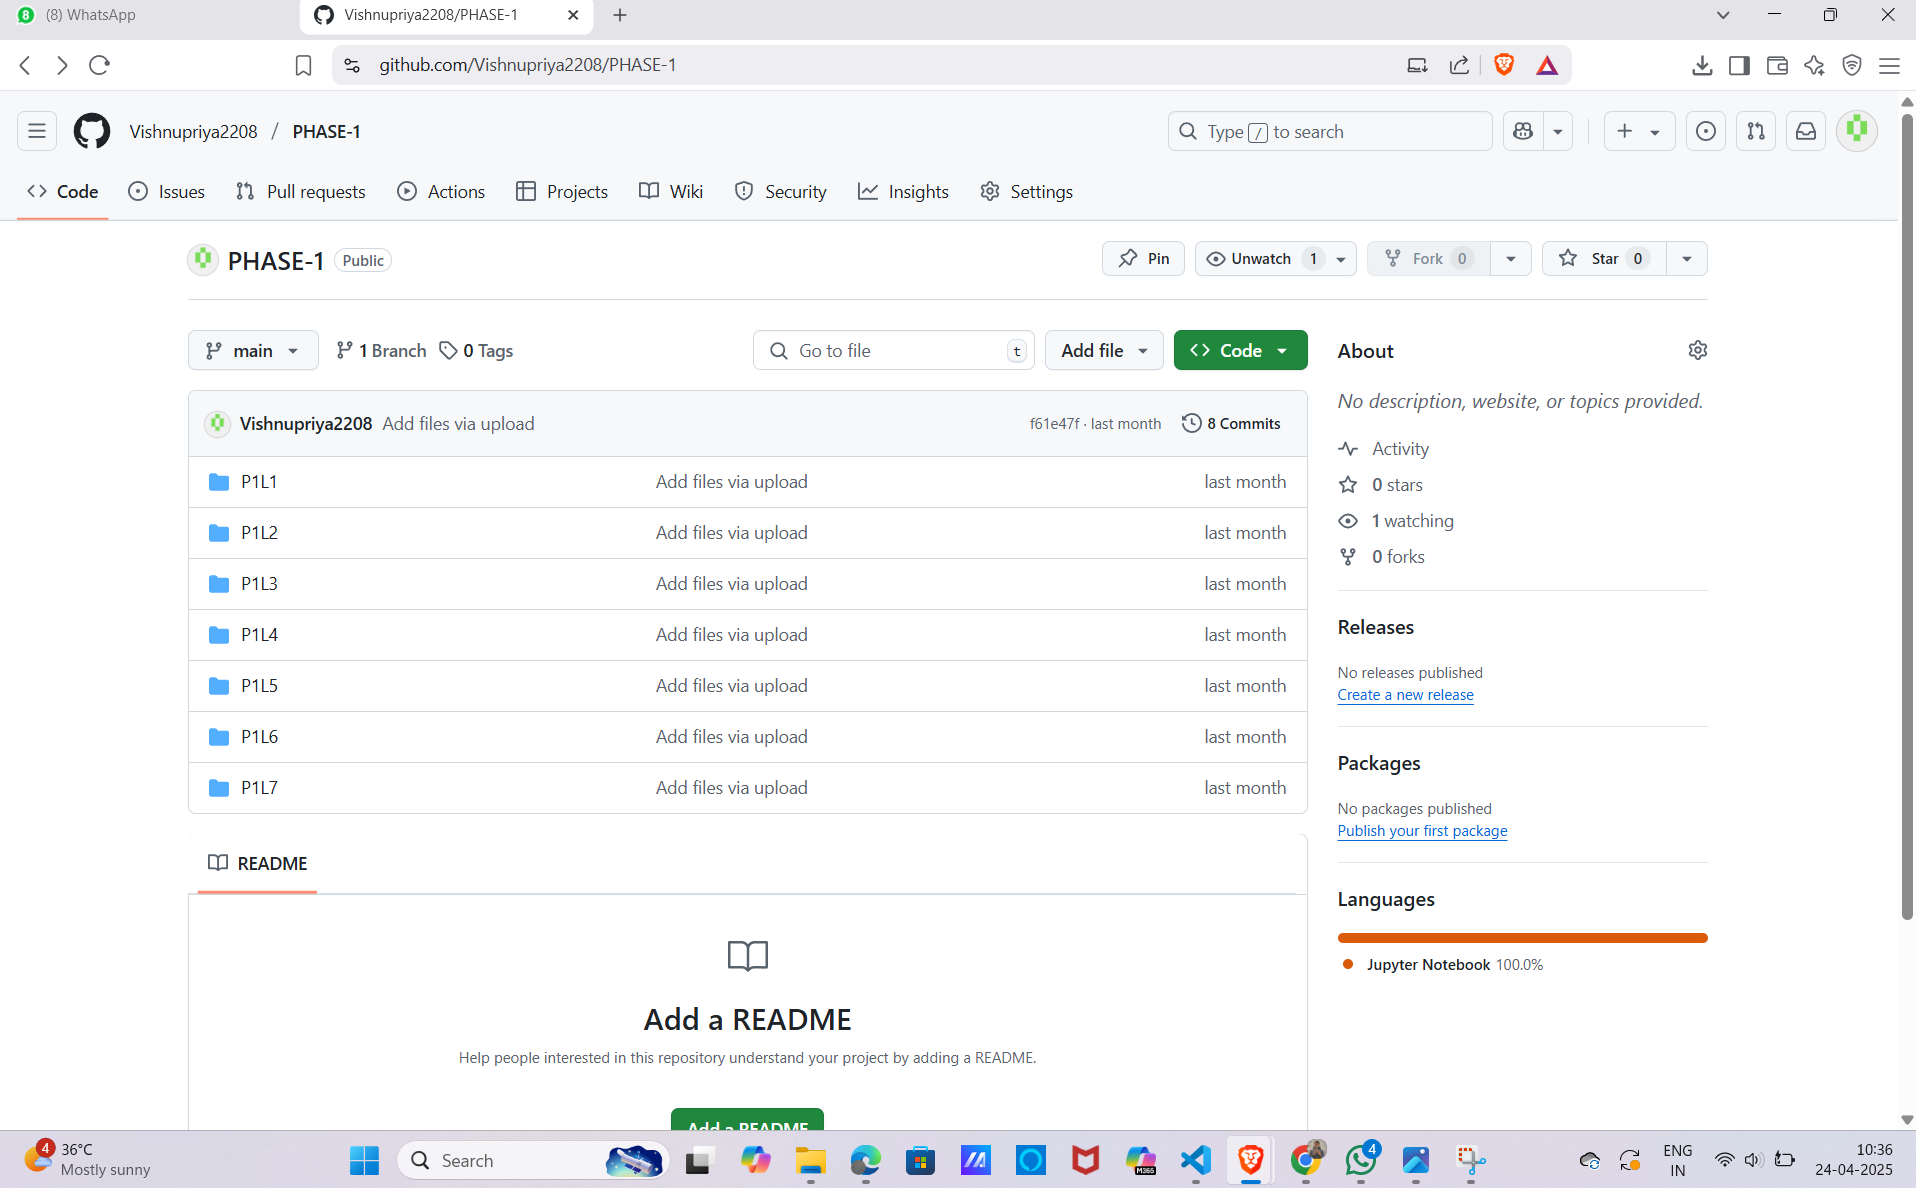 (8) WhatsApp
Vishnupriya2208/PHASE-1
github.com/Vishnupriya2208/PHASE-1
Vishnupriya2208 / PHASE-1
Type / to search
Code Issues Pull requests Actions Projects Wiki Security Insights Settings
PHASE-1 Public
Pin Unwatch 1 Fork 0 Star 0
main 1 Branch 0 Tags Go to file t Add file Code
Vishnupriya2208 Add files via upload f61e47f · last month 8 Commits
P1L1 Add files via upload last month
P1L2 Add files via upload last month
P1L3 Add files via upload last month
P1L4 Add files via upload last month
P1L5 Add files via upload last month
P1L6 Add files via upload last month
P1L7 Add files via upload last month
README
Add a README
Help people interested in this repository understand your project by adding a README.
Add a README
About
No description, website, or topics provided.
Activity
0 stars
1 watching
0 forks
Releases
No releases published
Create a new release
Packages
No packages published
Publish your first package
Languages
Jupyter Notebook 100.0%
4
36°C
Mostly sunny
Search
M365
4
ENG
IN
10:36
24-04-2025